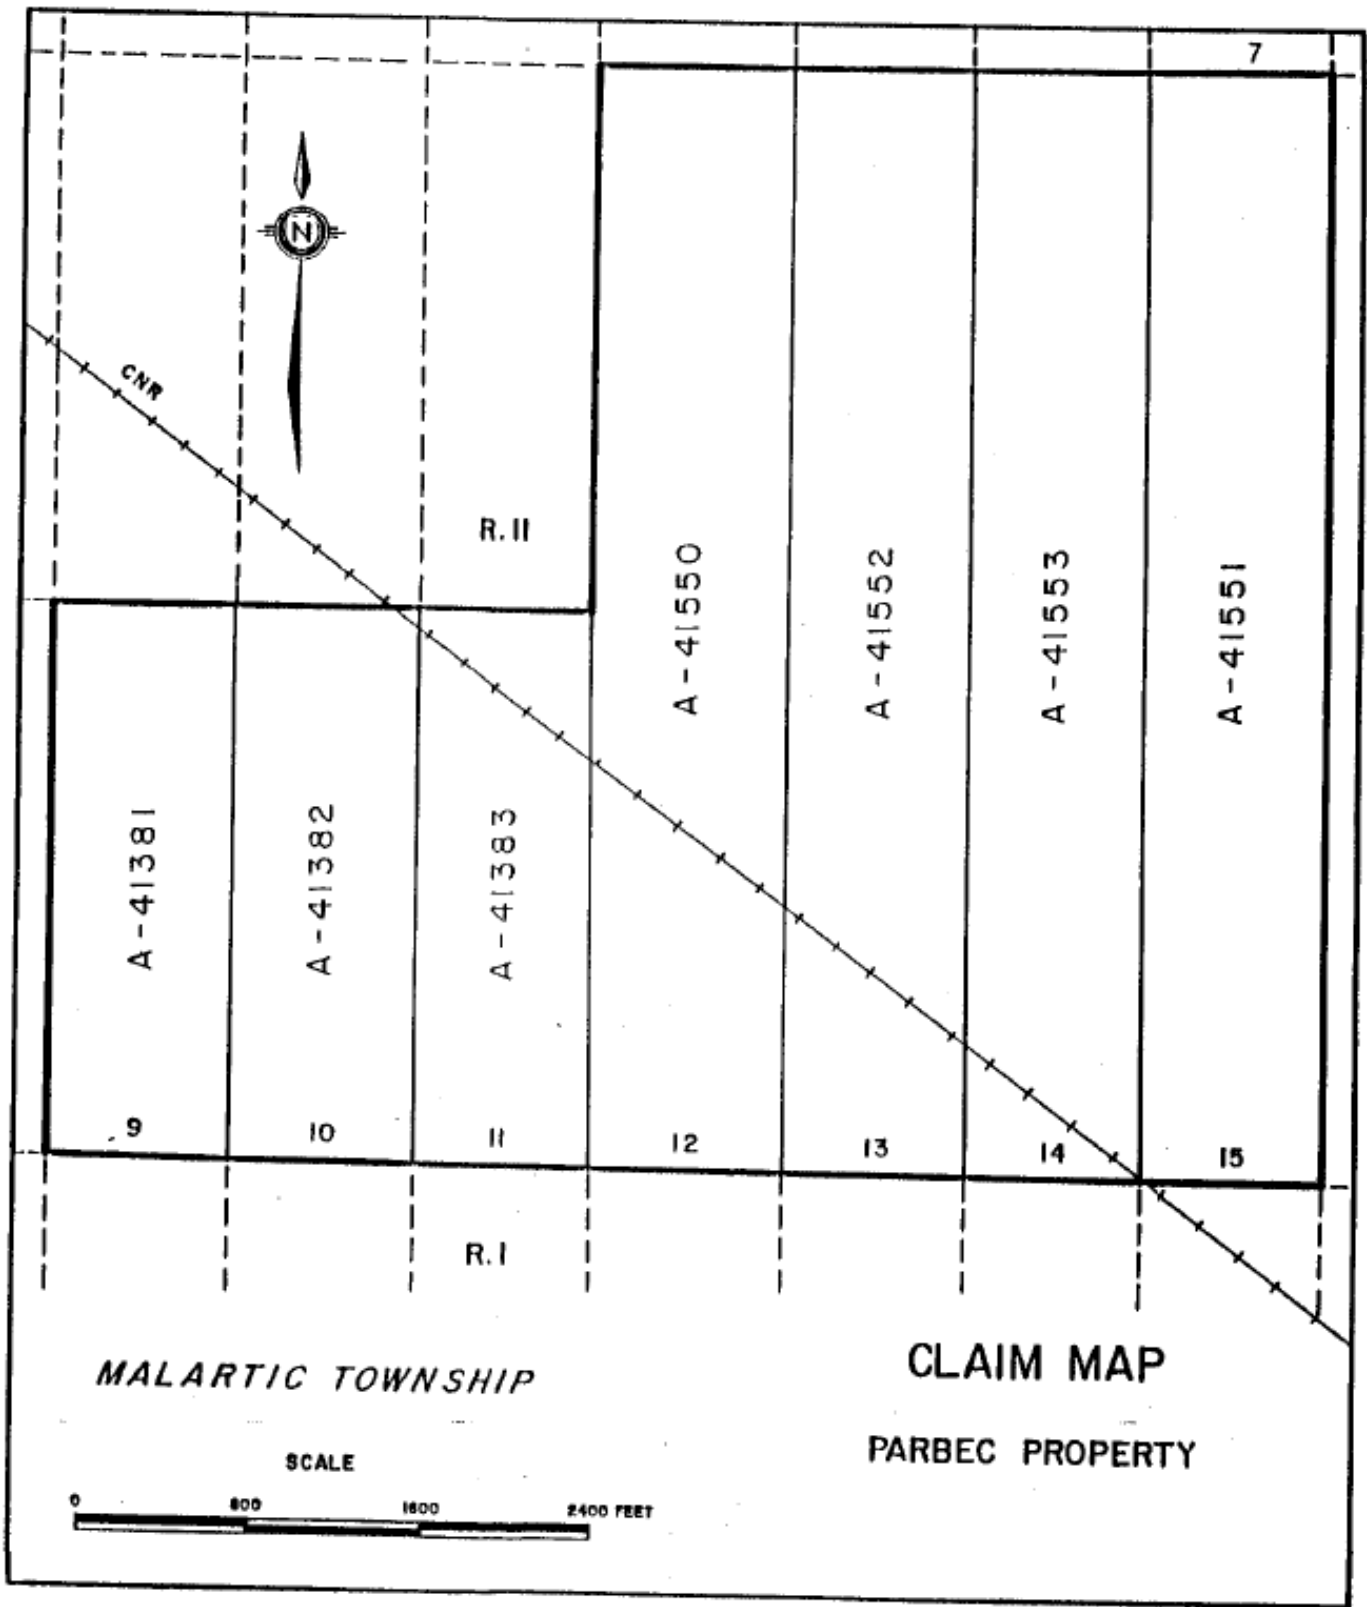 7
N
CNR
R. II
A-41550
A-41552
A-41553
A-41551
A-41381
A-41382
A-41383
9
10
11
12
13
14
15
R. I
MALARTIC TOWNSHIP
CLAIM MAP
PARBEC PROPERTY
SCALE
0 800 1600 2400 FEET